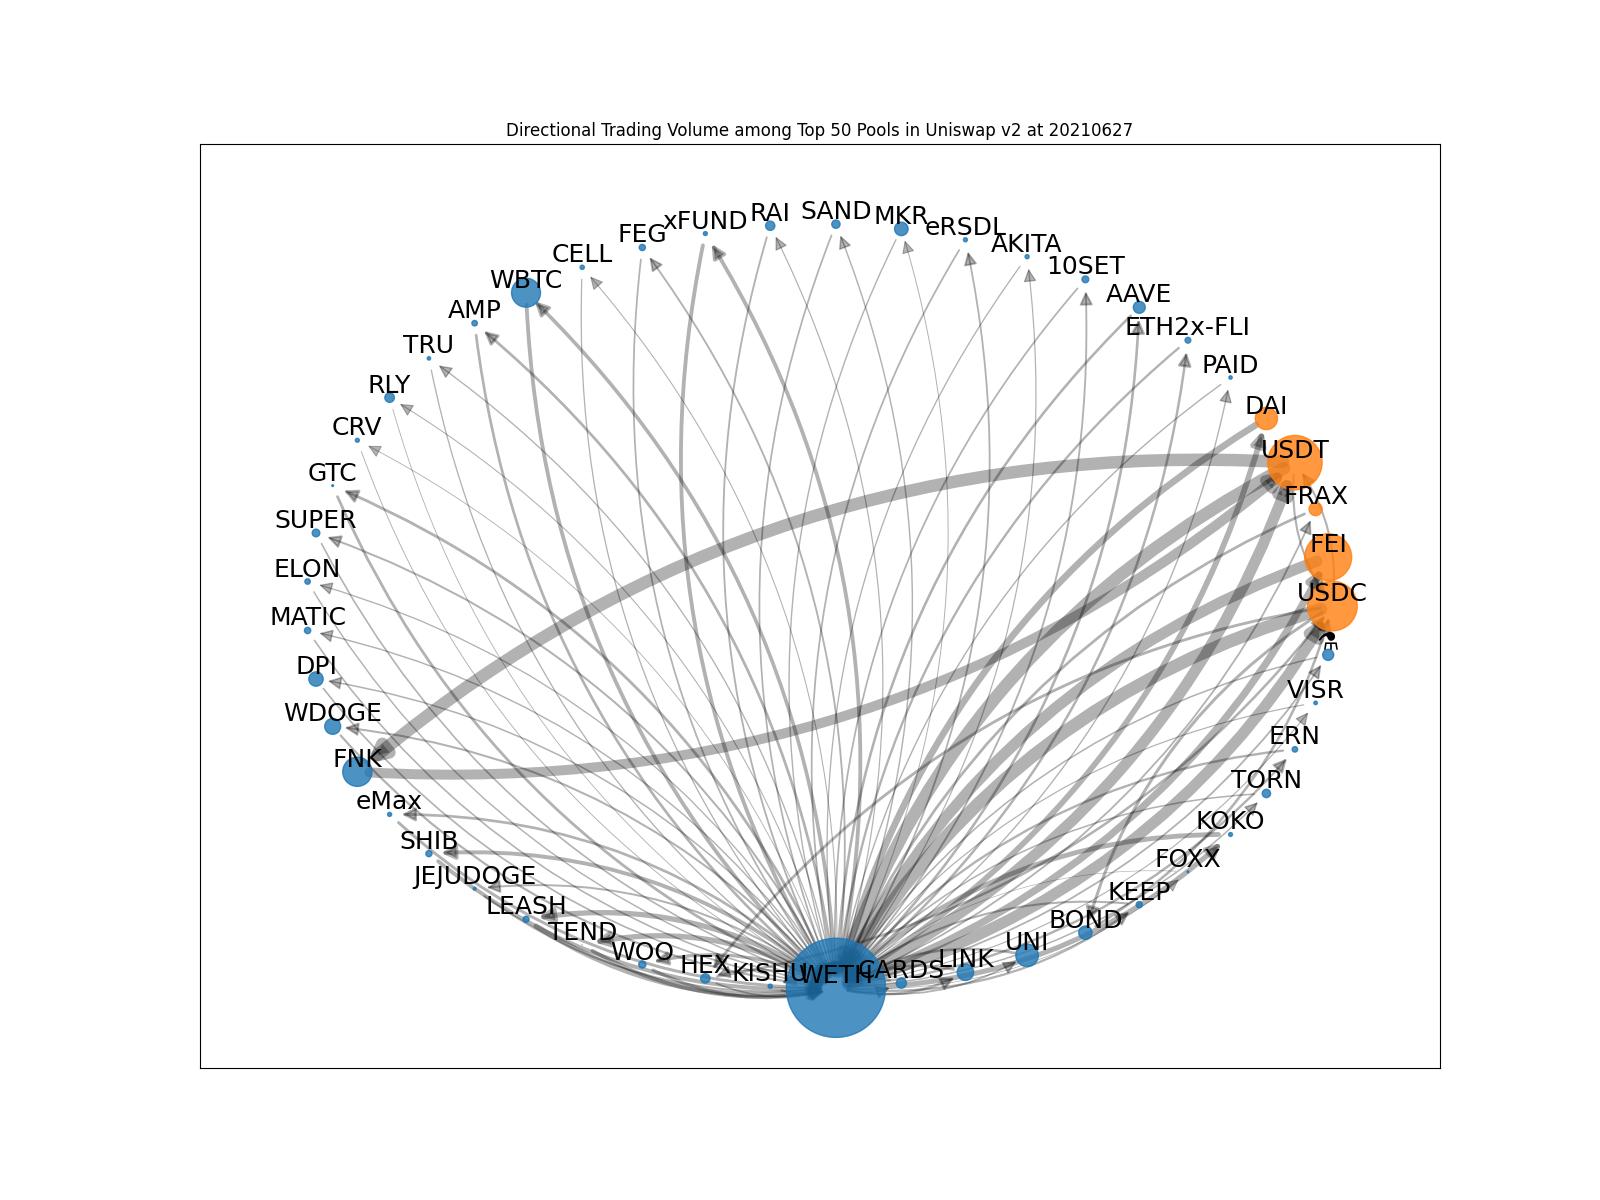 Directional Trading Volume among Top 50 Pools in Uniswap v2 at 20210627
SAND
RAI
MKR
xFUND
eRSDL
FEG
AKITA
CELL
10SET
WBTC
AAVE
AMP
ETH2x-FLI
TRU
PAID
RLY
DAI
CRV
USDT
GTC
FRAX
SUPER
FEI
ELON
USDC
MATIC
DPI
VISR
WDOGE
ERN
FNK
TORN
eMax
KOKO
SHIB
FOXX
JEJUDOGE
KEEP
LEASH
BOND
TEND
UNI
WOO
LINK
HEX
CARDS
KISHU
WETH